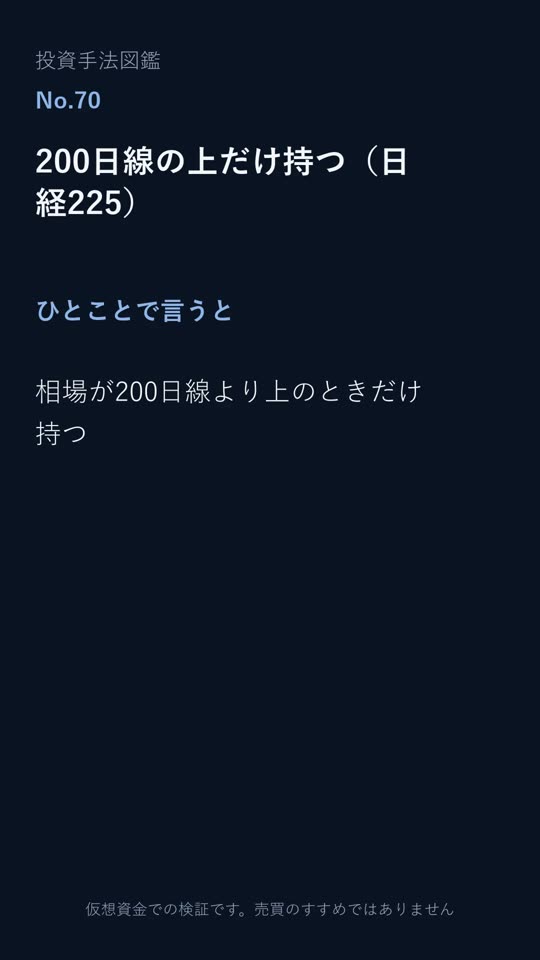 投資手法図鑑
No.70
200日線の上だけ持つ（日
経225）
ひとことで言うと
相場が200日線より上のときだけ
持つ
仮想資金での検証です。売買のすすめではありません